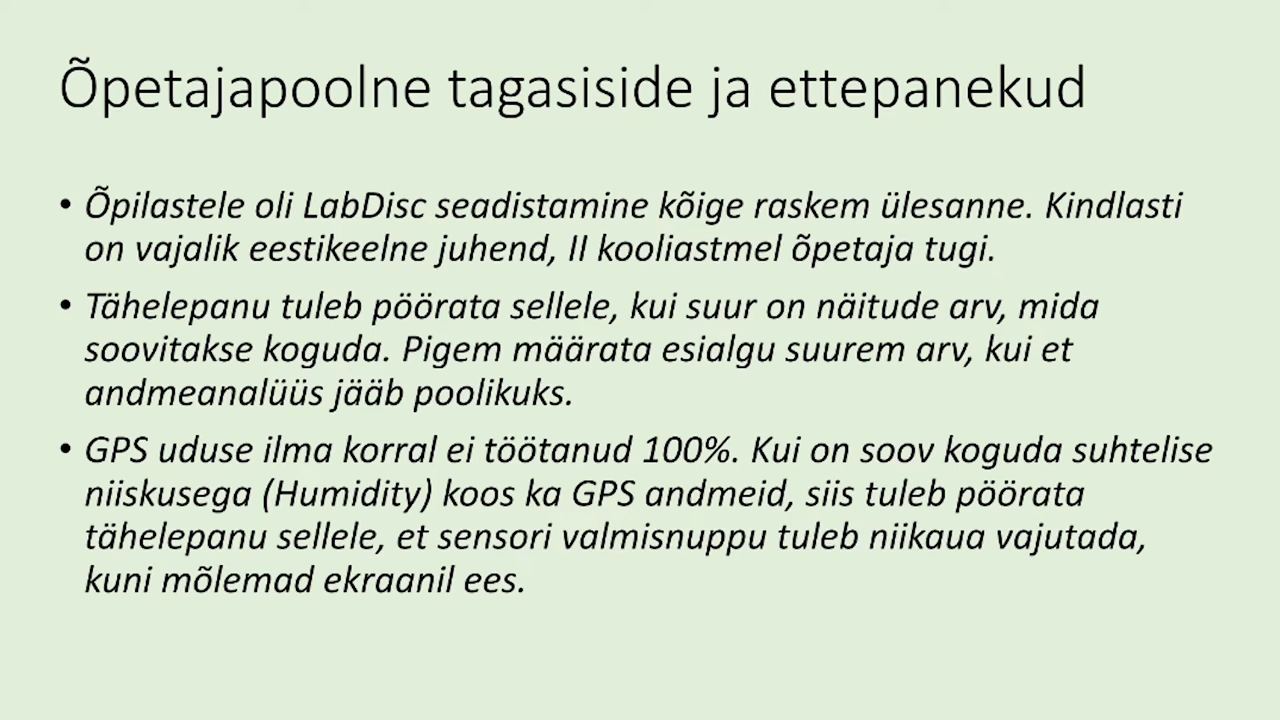 Õpetajapoolne tagasiside ja ettepanekud
• Õpilastele oli LabDisc seadistamine kõige raskem ülesanne. Kindlasti
on vajalik eestikeelne juhend, II kooliastmel õpetaja tugi.
• Tähelepanu tuleb pöörata sellele, kui suur on näitude arv, mida
soovitakse koguda. Pigem määrata esialgu suurem arv, kui et
andmeanalüüs jääb poolikuks.
• GPS uduse ilma korral ei töötanud 100%. Kui on soov koguda suhtelise
niiskusega (Humidity) koos ka GPS andmeid, siis tuleb pöörata
tähelepanu sellele, et sensori valmisnuppu tuleb niikaua vajutada,
kuni mõlemad ekraanil ees.